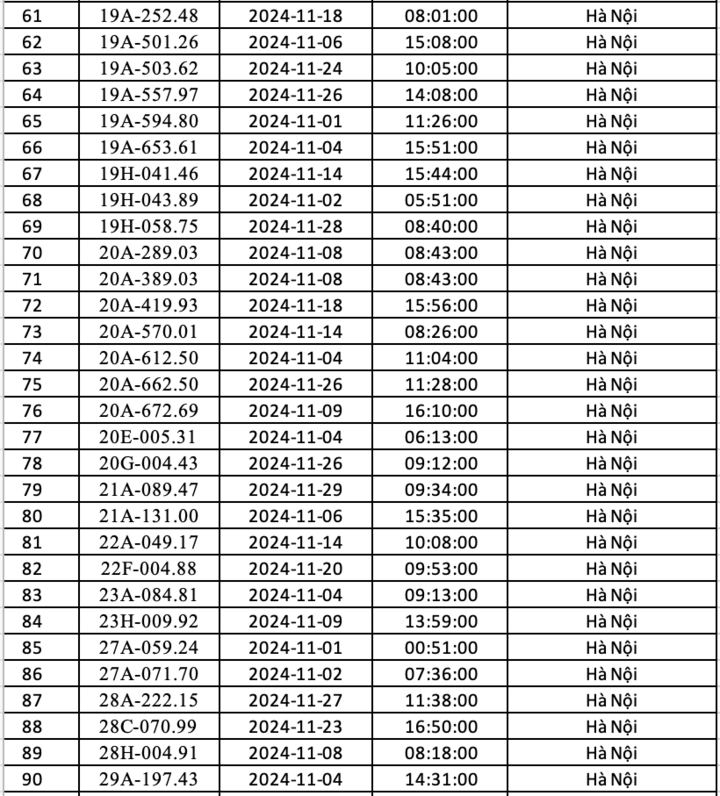 61 19A-252.48 2024-11-18 08:01:00 Hà Nội
62 19A-501.26 2024-11-06 15:08:00 Hà Nội
63 19A-503.62 2024-11-24 10:05:00 Hà Nội
64 19A-557.97 2024-11-26 14:08:00 Hà Nội
65 19A-594.80 2024-11-01 11:26:00 Hà Nội
66 19A-653.61 2024-11-04 15:51:00 Hà Nội
67 19H-041.46 2024-11-14 15:44:00 Hà Nội
68 19H-043.89 2024-11-02 05:51:00 Hà Nội
69 19H-058.75 2024-11-28 08:40:00 Hà Nội
70 20A-289.03 2024-11-08 08:43:00 Hà Nội
71 20A-389.03 2024-11-08 08:43:00 Hà Nội
72 20A-419.93 2024-11-18 15:56:00 Hà Nội
73 20A-570.01 2024-11-14 08:26:00 Hà Nội
74 20A-612.50 2024-11-04 11:04:00 Hà Nội
75 20A-662.50 2024-11-26 11:28:00 Hà Nội
76 20A-672.69 2024-11-09 16:10:00 Hà Nội
77 20E-005.31 2024-11-04 06:13:00 Hà Nội
78 20G-004.43 2024-11-26 09:12:00 Hà Nội
79 21A-089.47 2024-11-29 09:34:00 Hà Nội
80 21A-131.00 2024-11-06 15:35:00 Hà Nội
81 22A-049.17 2024-11-14 10:08:00 Hà Nội
82 22F-004.88 2024-11-20 09:53:00 Hà Nội
83 23A-084.81 2024-11-04 09:13:00 Hà Nội
84 23H-009.92 2024-11-09 13:59:00 Hà Nội
85 27A-059.24 2024-11-01 00:51:00 Hà Nội
86 27A-071.70 2024-11-02 07:36:00 Hà Nội
87 28A-222.15 2024-11-27 11:38:00 Hà Nội
88 28C-070.99 2024-11-23 16:50:00 Hà Nội
89 28H-004.91 2024-11-08 08:18:00 Hà Nội
90 29A-197.43 2024-11-04 14:31:00 Hà Nội